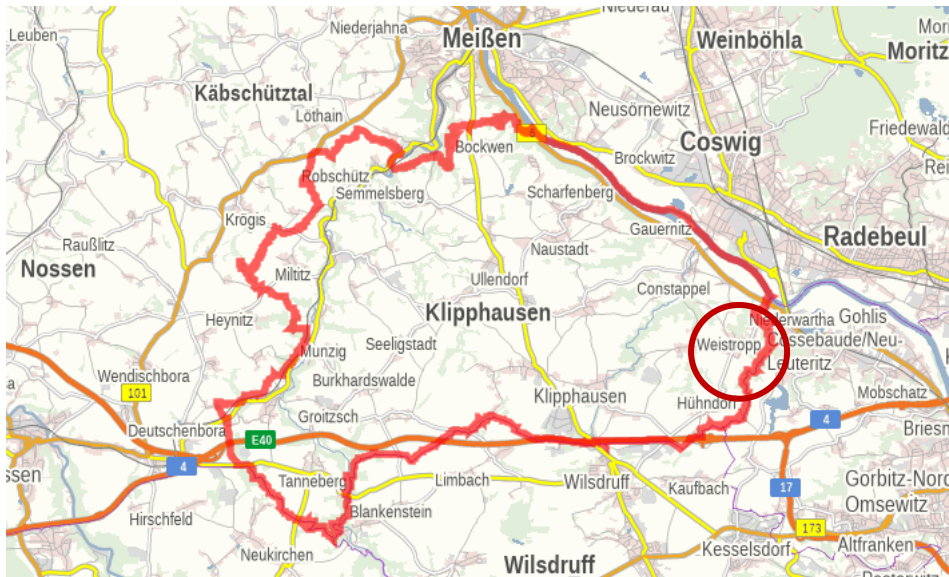 Leuben
Niederjahna
Niederau
Meißen
Weinböhla
Moritz
Käbschütztal
Lothain
Neusörnewitz
Friedewald
6
Bockwen
Coswig
Brockwitz
Robschütz
Semmelsberg
Scharfenberg
Krögis
Gauernitz
Raußlitz
Naustadt
Radebeul
Nossen
Miltitz
Ullendorf
Constappel
Klipphausen
Heynitz
Niederwartha
Gohlis
Seeligstadt
Weistropp
Cossebaude/Neu-
Leuteritz
Munzig
Wendischbora
Burkhardswalde
101
Klipphausen
Mobschatz
Hühndorf
Groitzsch
Deutschenbora
E40
4
4
Tanneberg
Limbach
Wilsdruff
Kaufbach
17
Gorbitz-Nord
Omsewitz
Blankenstein
Hirschfeld
173
Neukirchen
Kesselsdorf
Altfranken
Wilsdruff